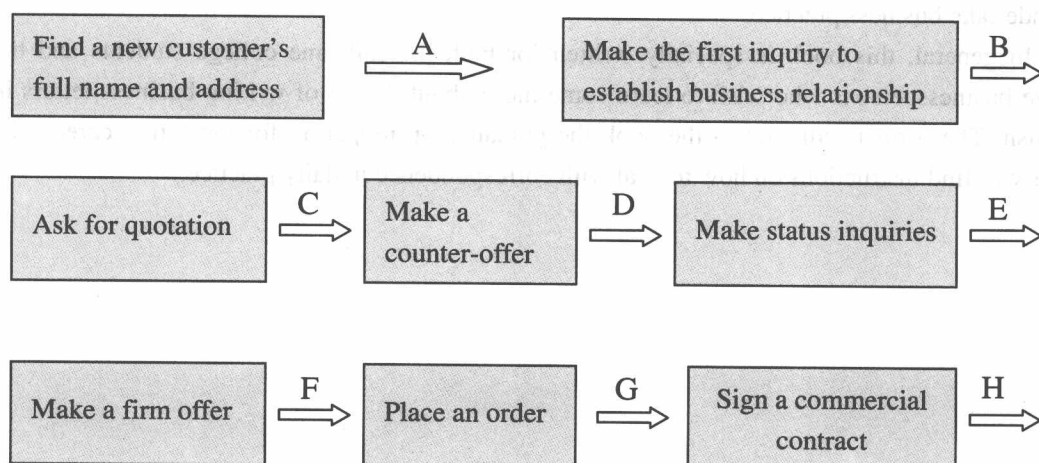 Find a new customer's
full name and address
A
Make the first inquiry to
establish business relationship
B
Ask for quotation
C
Make a
counter-offer
D
Make status inquiries
E
Make a firm offer
F
Place an order
G
Sign a commercial
contract
H